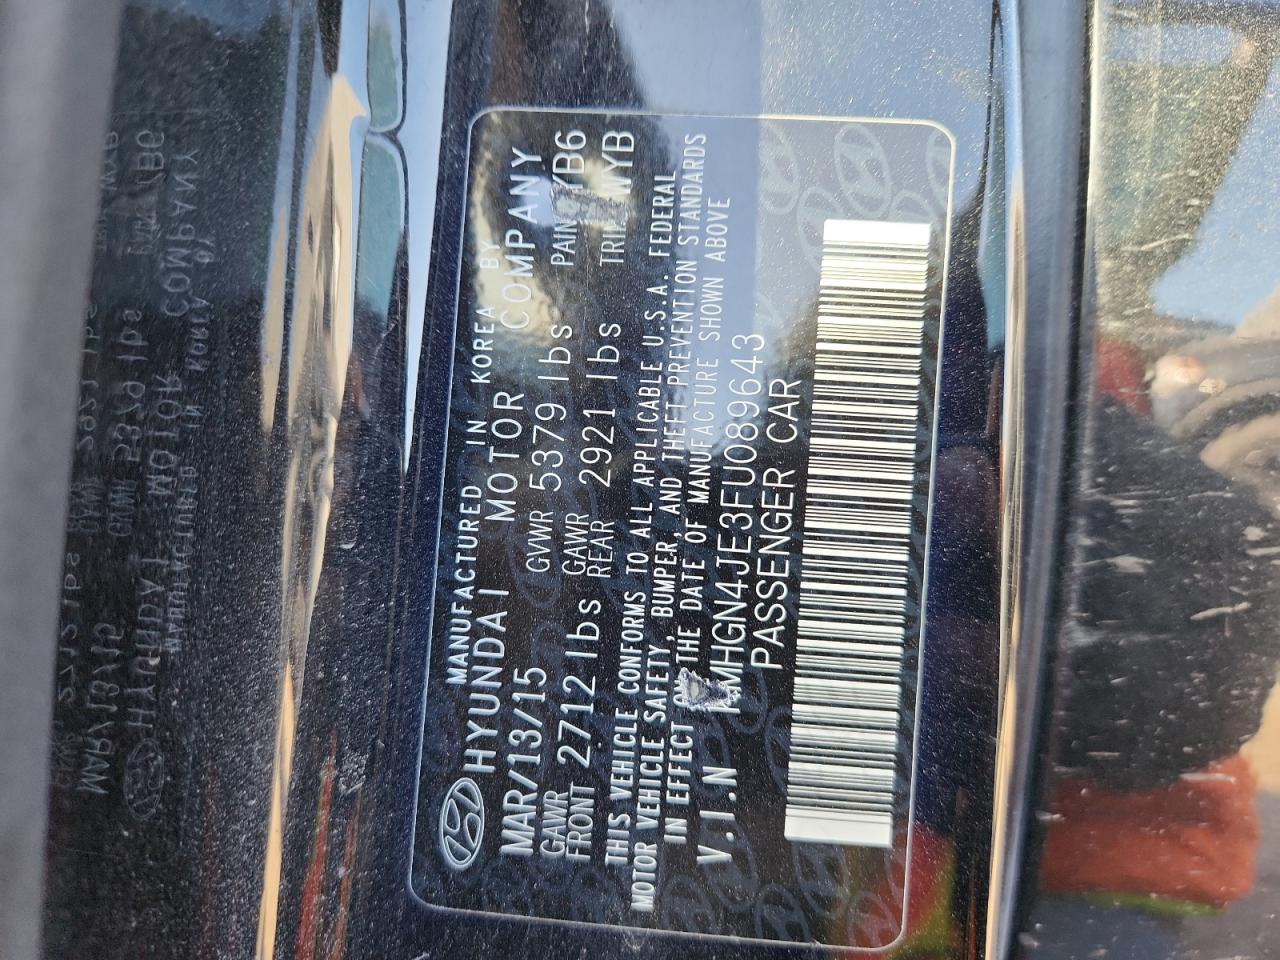 MANUFACTURED IN KOREA BY
HYUNDAI MOTOR COMPANY
MAR/13/15 GVWR 5379 lbs YB6
GAWR FRONT 2712 lbs GAWR REAR 2921 lbs WYB
THIS VEHICLE CONFORMS TO ALL APPLICABLE U.S.A. FEDERAL
MOTOR VEHICLE SAFETY, BUMPER, AND THEFT PREVENTION STANDARDS
IN EFFECT ON THE DATE OF MANUFACTURE SHOWN ABOVE
V.I.N KMHGN4JE3FU089643
PASSENGER CAR